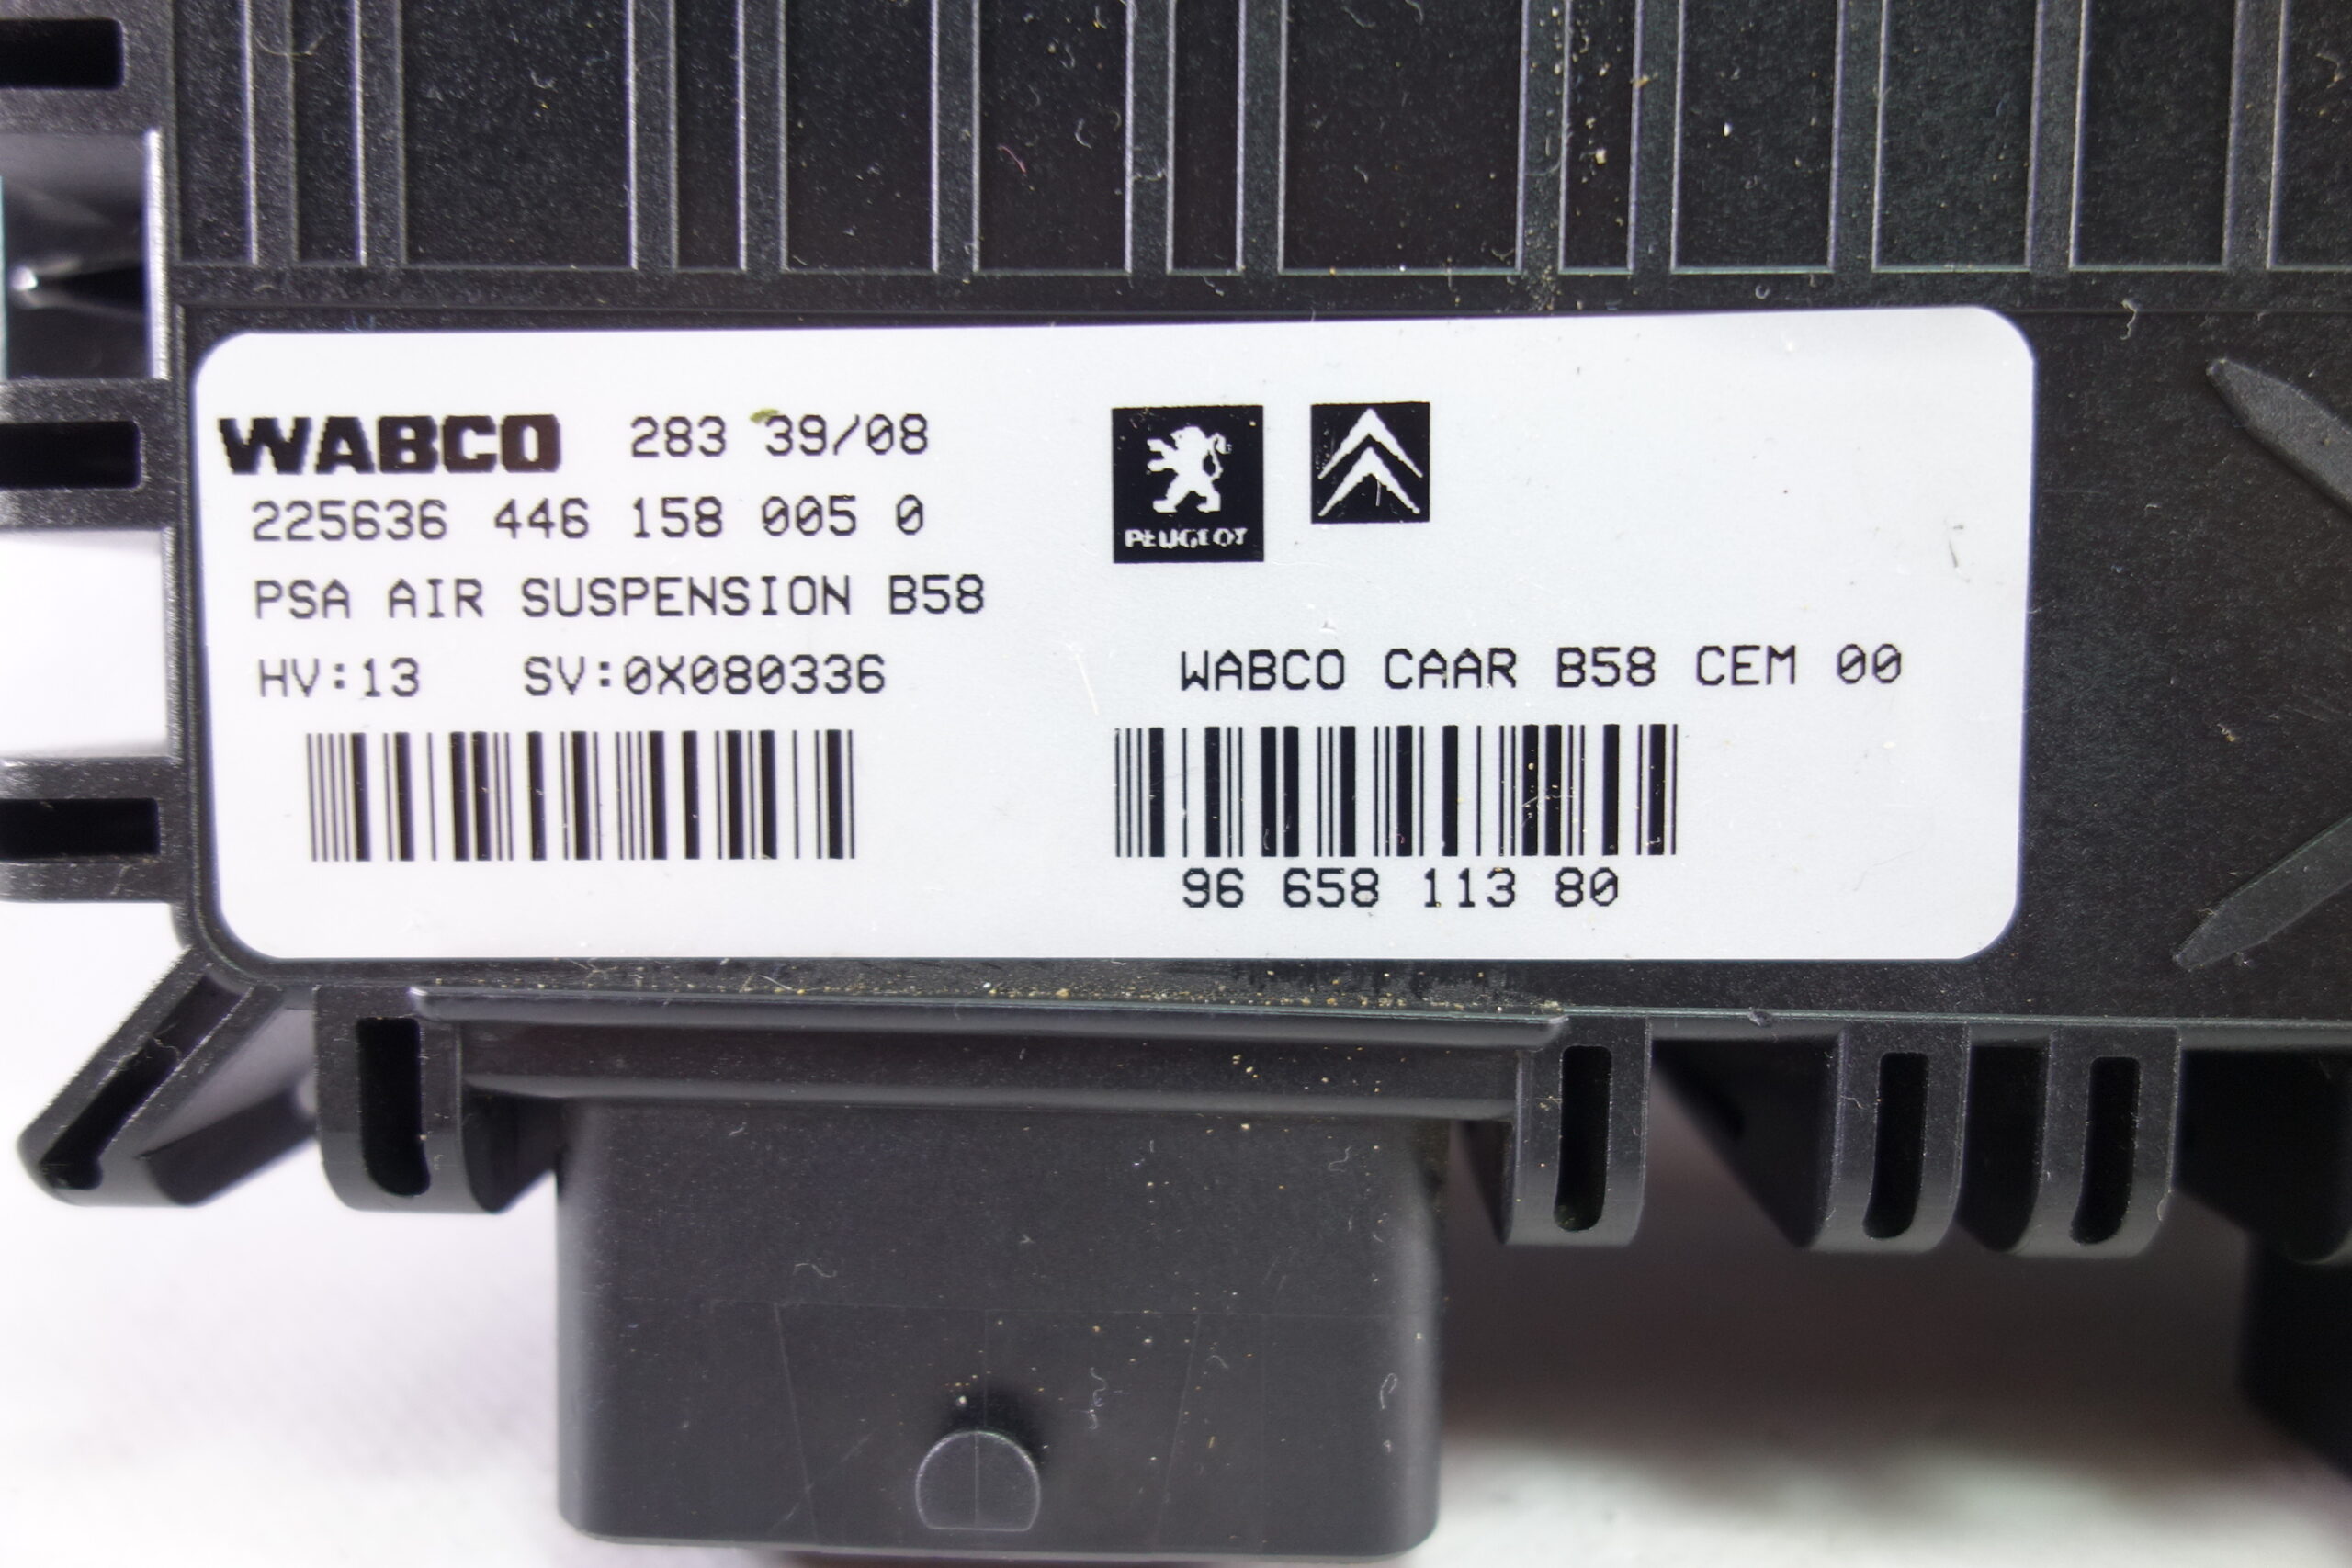 WABCO 283 39/08
225636 446 158 005 0
PSA AIR SUSPENSION B58
HV:13 SV:0X080336
PEUGEOT
WABCO CAAR B58 CEM 00
96 658 113 80